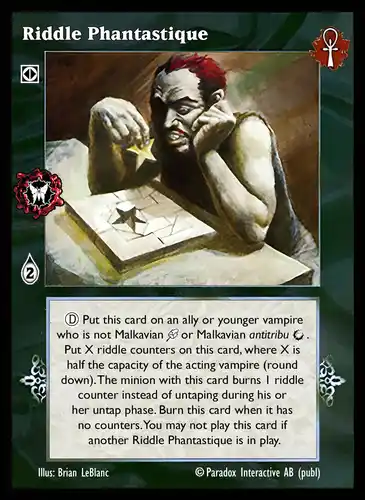 Riddle Phantastique
2
Ⓓ Put this card on an ally or younger vampire
who is not Malkavian or Malkavian antitribu .
Put X riddle counters on this card, where X is
half the capacity of the acting vampire (round
down). The minion with this card burns 1 riddle
counter instead of untaping during his or
her untap phase. Burn this card when it has
no counters. You may not play this card if
another Riddle Phantastique is in play.
Illus: Brian LeBlanc © Paradox Interactive AB (publ)